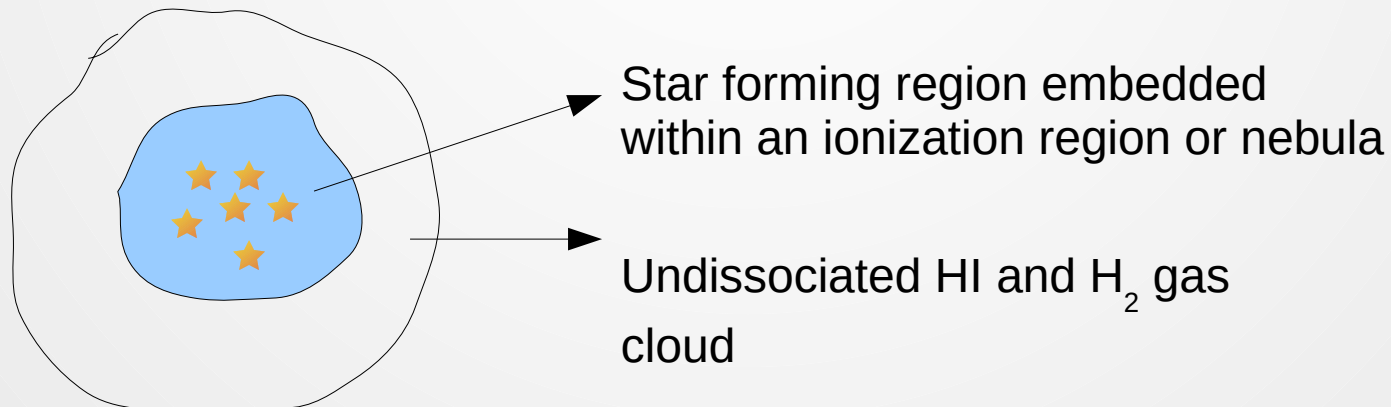 Star forming region embedded
within an ionization region or nebula
Undissociated HI and H₂ gas
cloud